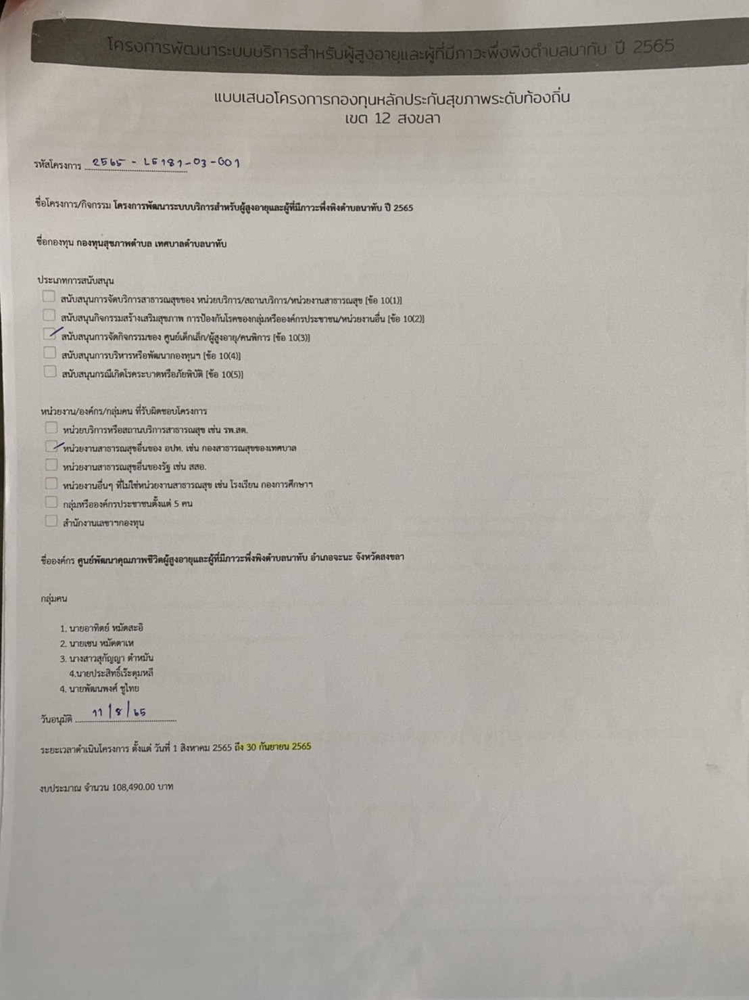 โครงการพัฒนาระบบบริการสำหรับผู้สูงอายุและผู้ที่มีภาวะพึ่งพิงตำบลนาทับ ปี 2565
แบบเสนอโครงการกองทุนหลักประกันสุขภาพระดับท้องถิ่น
เขต 12 สงขลา
รหัสโครงการ 2565 - L5181-03-001
ชื่อโครงการ/กิจกรรม โครงการพัฒนาระบบบริการสำหรับผู้สูงอายุและผู้ที่มีภาวะพึ่งพิงตำบลนาทับ ปี 2565
ชื่อกองทุน กองทุนสุขภาพตำบล เทศบาลตำบลนาทับ
ประเภทการสนับสนุน
สนับสนุนการจัดบริการสาธารณสุขของ หน่วยบริการ/สถานบริการ/หน่วยงานสาธารณสุข [ข้อ 10(1)]
สนับสนุนกิจกรรมสร้างเสริมสุขภาพ การป้องกันโรคของกลุ่มหรือองค์กรประชาชน/หน่วยงานอื่น [ข้อ 10(2)]
สนับสนุนการจัดกิจกรรมของ ศูนย์เด็กเล็ก/ผู้สูงอายุ/คนพิการ [ข้อ 10(3)]
สนับสนุนการบริหารหรือพัฒนากองทุนฯ [ข้อ 10(4)]
สนับสนุนกรณีเกิดโรคระบาดหรือภัยพิบัติ [ข้อ 10(5)]
หน่วยงาน/องค์กร/กลุ่มคน ที่รับผิดชอบโครงการ
หน่วยบริการหรือสถานบริการสาธารณสุข เช่น รพ.สต.
หน่วยงานสาธารณสุขอื่นของ อปท. เช่น กองสาธารณสุขของเทศบาล
หน่วยงานสาธารณสุขอื่นของรัฐ เช่น สสอ.
หน่วยงานอื่นๆ ที่ไม่ใช่หน่วยงานสาธารณสุข เช่น โรงเรียน กองการศึกษาฯ
กลุ่มหรือองค์กรประชาชนตั้งแต่ 5 คน
สำนักงานเลขาฯกองทุน
ชื่อองค์กร ศูนย์พัฒนาคุณภาพชีวิตผู้สูงอายุและผู้ที่มีภาวะพึ่งพิงตำบลนาทับ อำเภอจะนะ จังหวัดสงขลา
กลุ่มคน
1. นายอาทิตย์ หมัดสะอิ
2. นายเซน หมัดตาเห
3. นางสาวสุกัญญา ดำหมัน
4.นายประสิทธิ์เร๊ะดุมหลี
4. นายพัฒนพงศ์ ชูไทย
วันอนุมัติ 11/8/65
ระยะเวลาดำเนินโครงการ ตั้งแต่ วันที่ 1 สิงหาคม 2565 ถึง 30 กันยายน 2565
งบประมาณ จำนวน 108,490.00 บาท